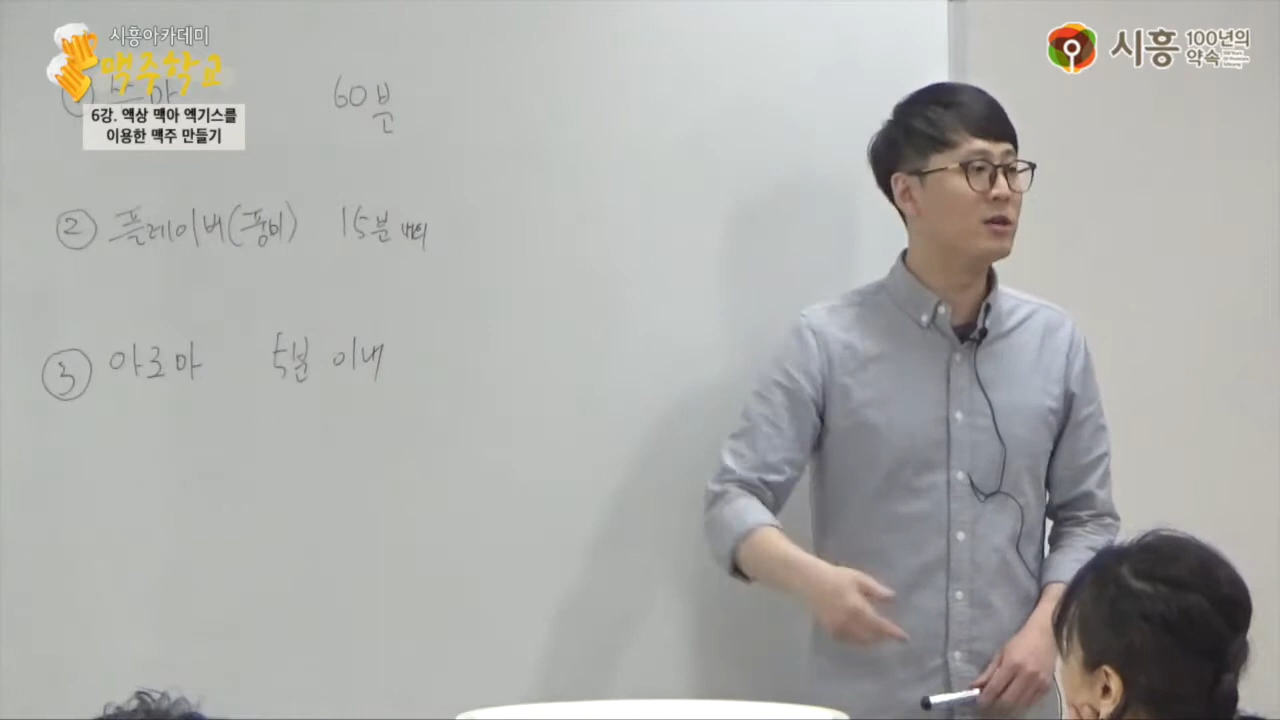 시흥아카데미
맥주학교
6강. 액상 맥아 엑기스를
이용한 맥주 만들기
시흥 100년의
약속
60분
② 플레이버(풍미) 15분 내외
③ 아로마 5분 이내